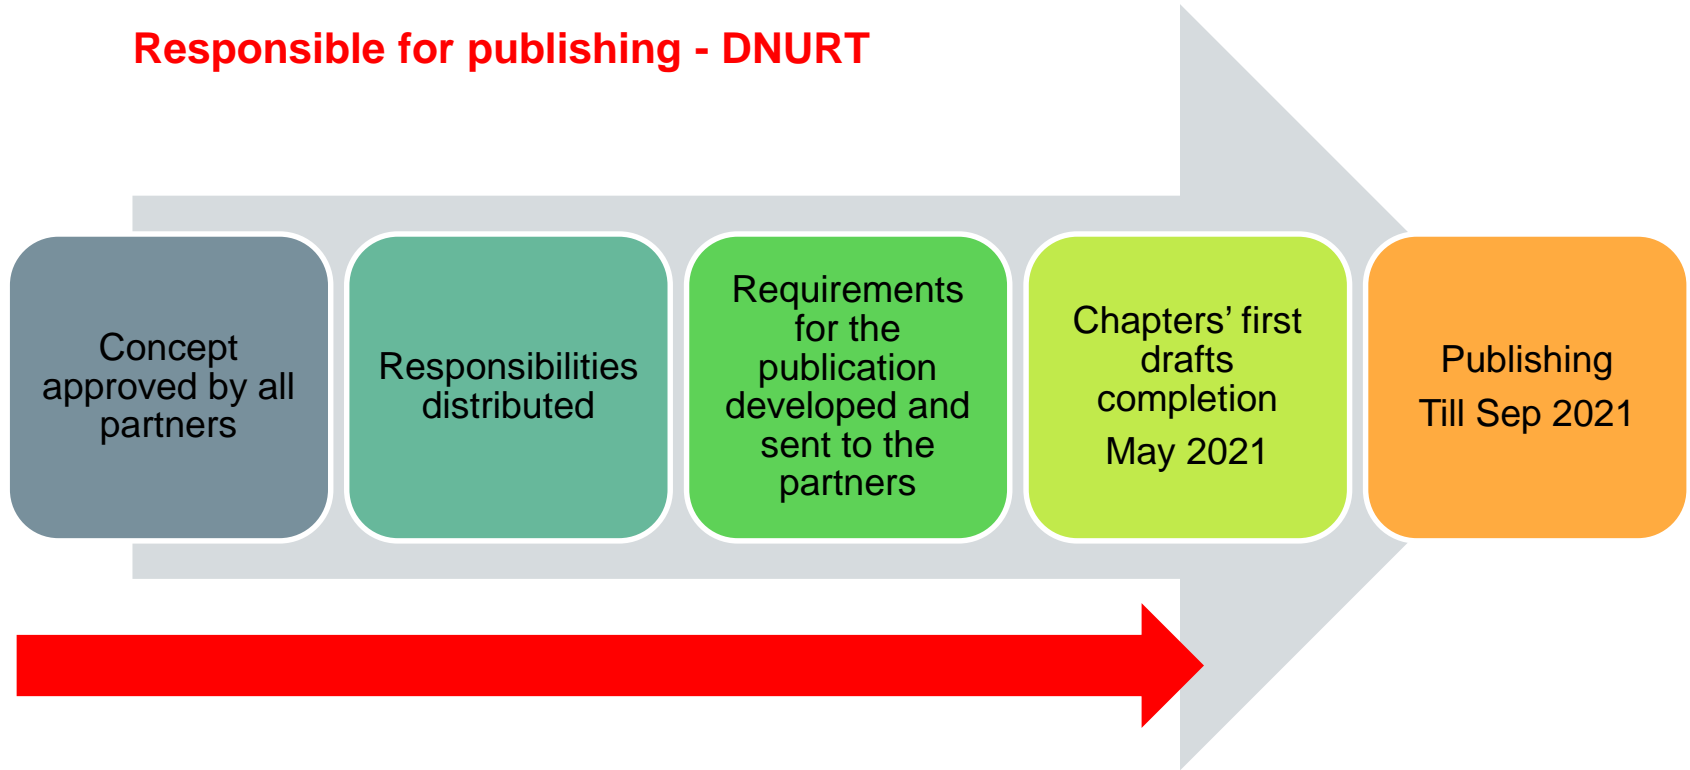 Responsible for publishing - DNURT
Concept
approved by all
partners
Responsibilities
distributed
Requirements
for the
publication
developed and
sent to the
partners
Chapters’ first
drafts
completion
May 2021
Publishing
Till Sep 2021